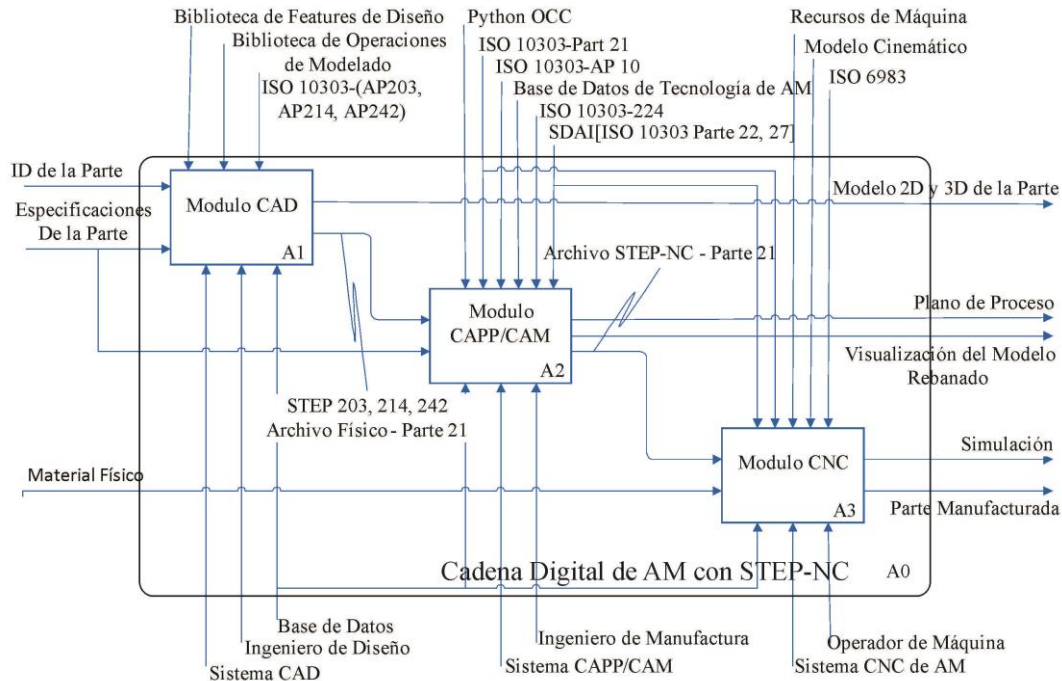 Biblioteca de Features de Diseño
Biblioteca de Operaciones
de Modelado
ISO 10303-(AP203,
AP214, AP242)
Python OCC
ISO 10303-Part 21
ISO 10303-AP 10
Base de Datos de Tecnología de AM
ISO 10303-224
SDAI[ISO 10303 Parte 22, 27]
Recursos de Máquina
Modelo Cinemático
ISO 6983
ID de la Parte
Especificaciones
De la Parte
Modulo CAD
A1
Modelo 2D y 3D de la Parte
Archivo STEP-NC - Parte 21
Modulo
CAPP/CAM
A2
Plano de Proceso
Visualización del Modelo
Rebanado
STEP 203, 214, 242
Archivo Físico - Parte 21
Material Físico
Modulo CNC
A3
Simulación
Parte Manufacturada
Cadena Digital de AM con STEP-NC
A0
Base de Datos
Ingeniero de Diseño
Sistema CAD
Ingeniero de Manufactura
Sistema CAPP/CAM
Operador de Máquina
Sistema CNC de AM